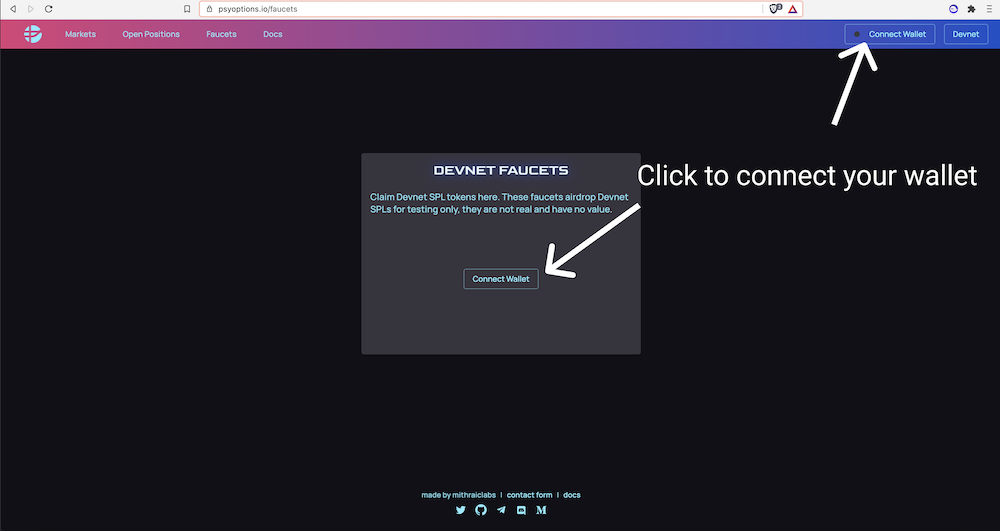 psyoptions.io/faucets
Markets Open Positions Faucets Docs Connect Wallet Devnet
Click to connect your wallet
DEVNET FAUCETS
Claim Devnet SPL tokens here. These faucets airdrop Devnet
SPLs for testing only, they are not real and have no value.
Connect Wallet
made by mithraiclabs | contact form | docs